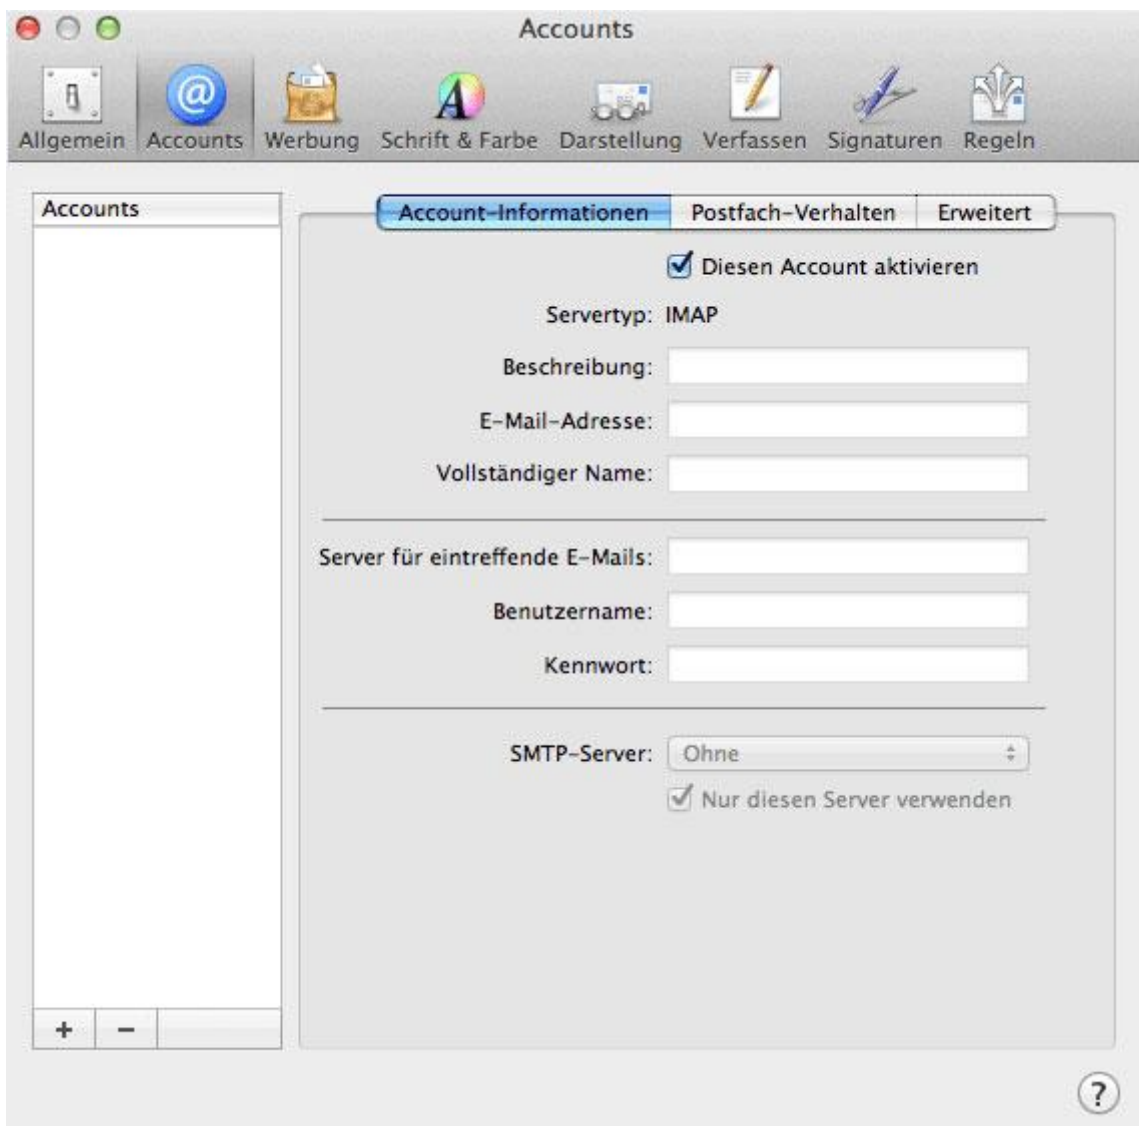 Accounts
Allgemein Accounts Werbung Schrift & Farbe Darstellung Verfassen Signaturen Regeln
Accounts
Account-Informationen Postfach-Verhalten Erweitert
Diesen Account aktivieren
Servertyp: IMAP
Beschreibung:
E-Mail-Adresse:
Vollständiger Name:
Server für eintreffende E-Mails:
Benutzername:
Kennwort:
SMTP-Server: Ohne
Nur diesen Server verwenden
+ −
?